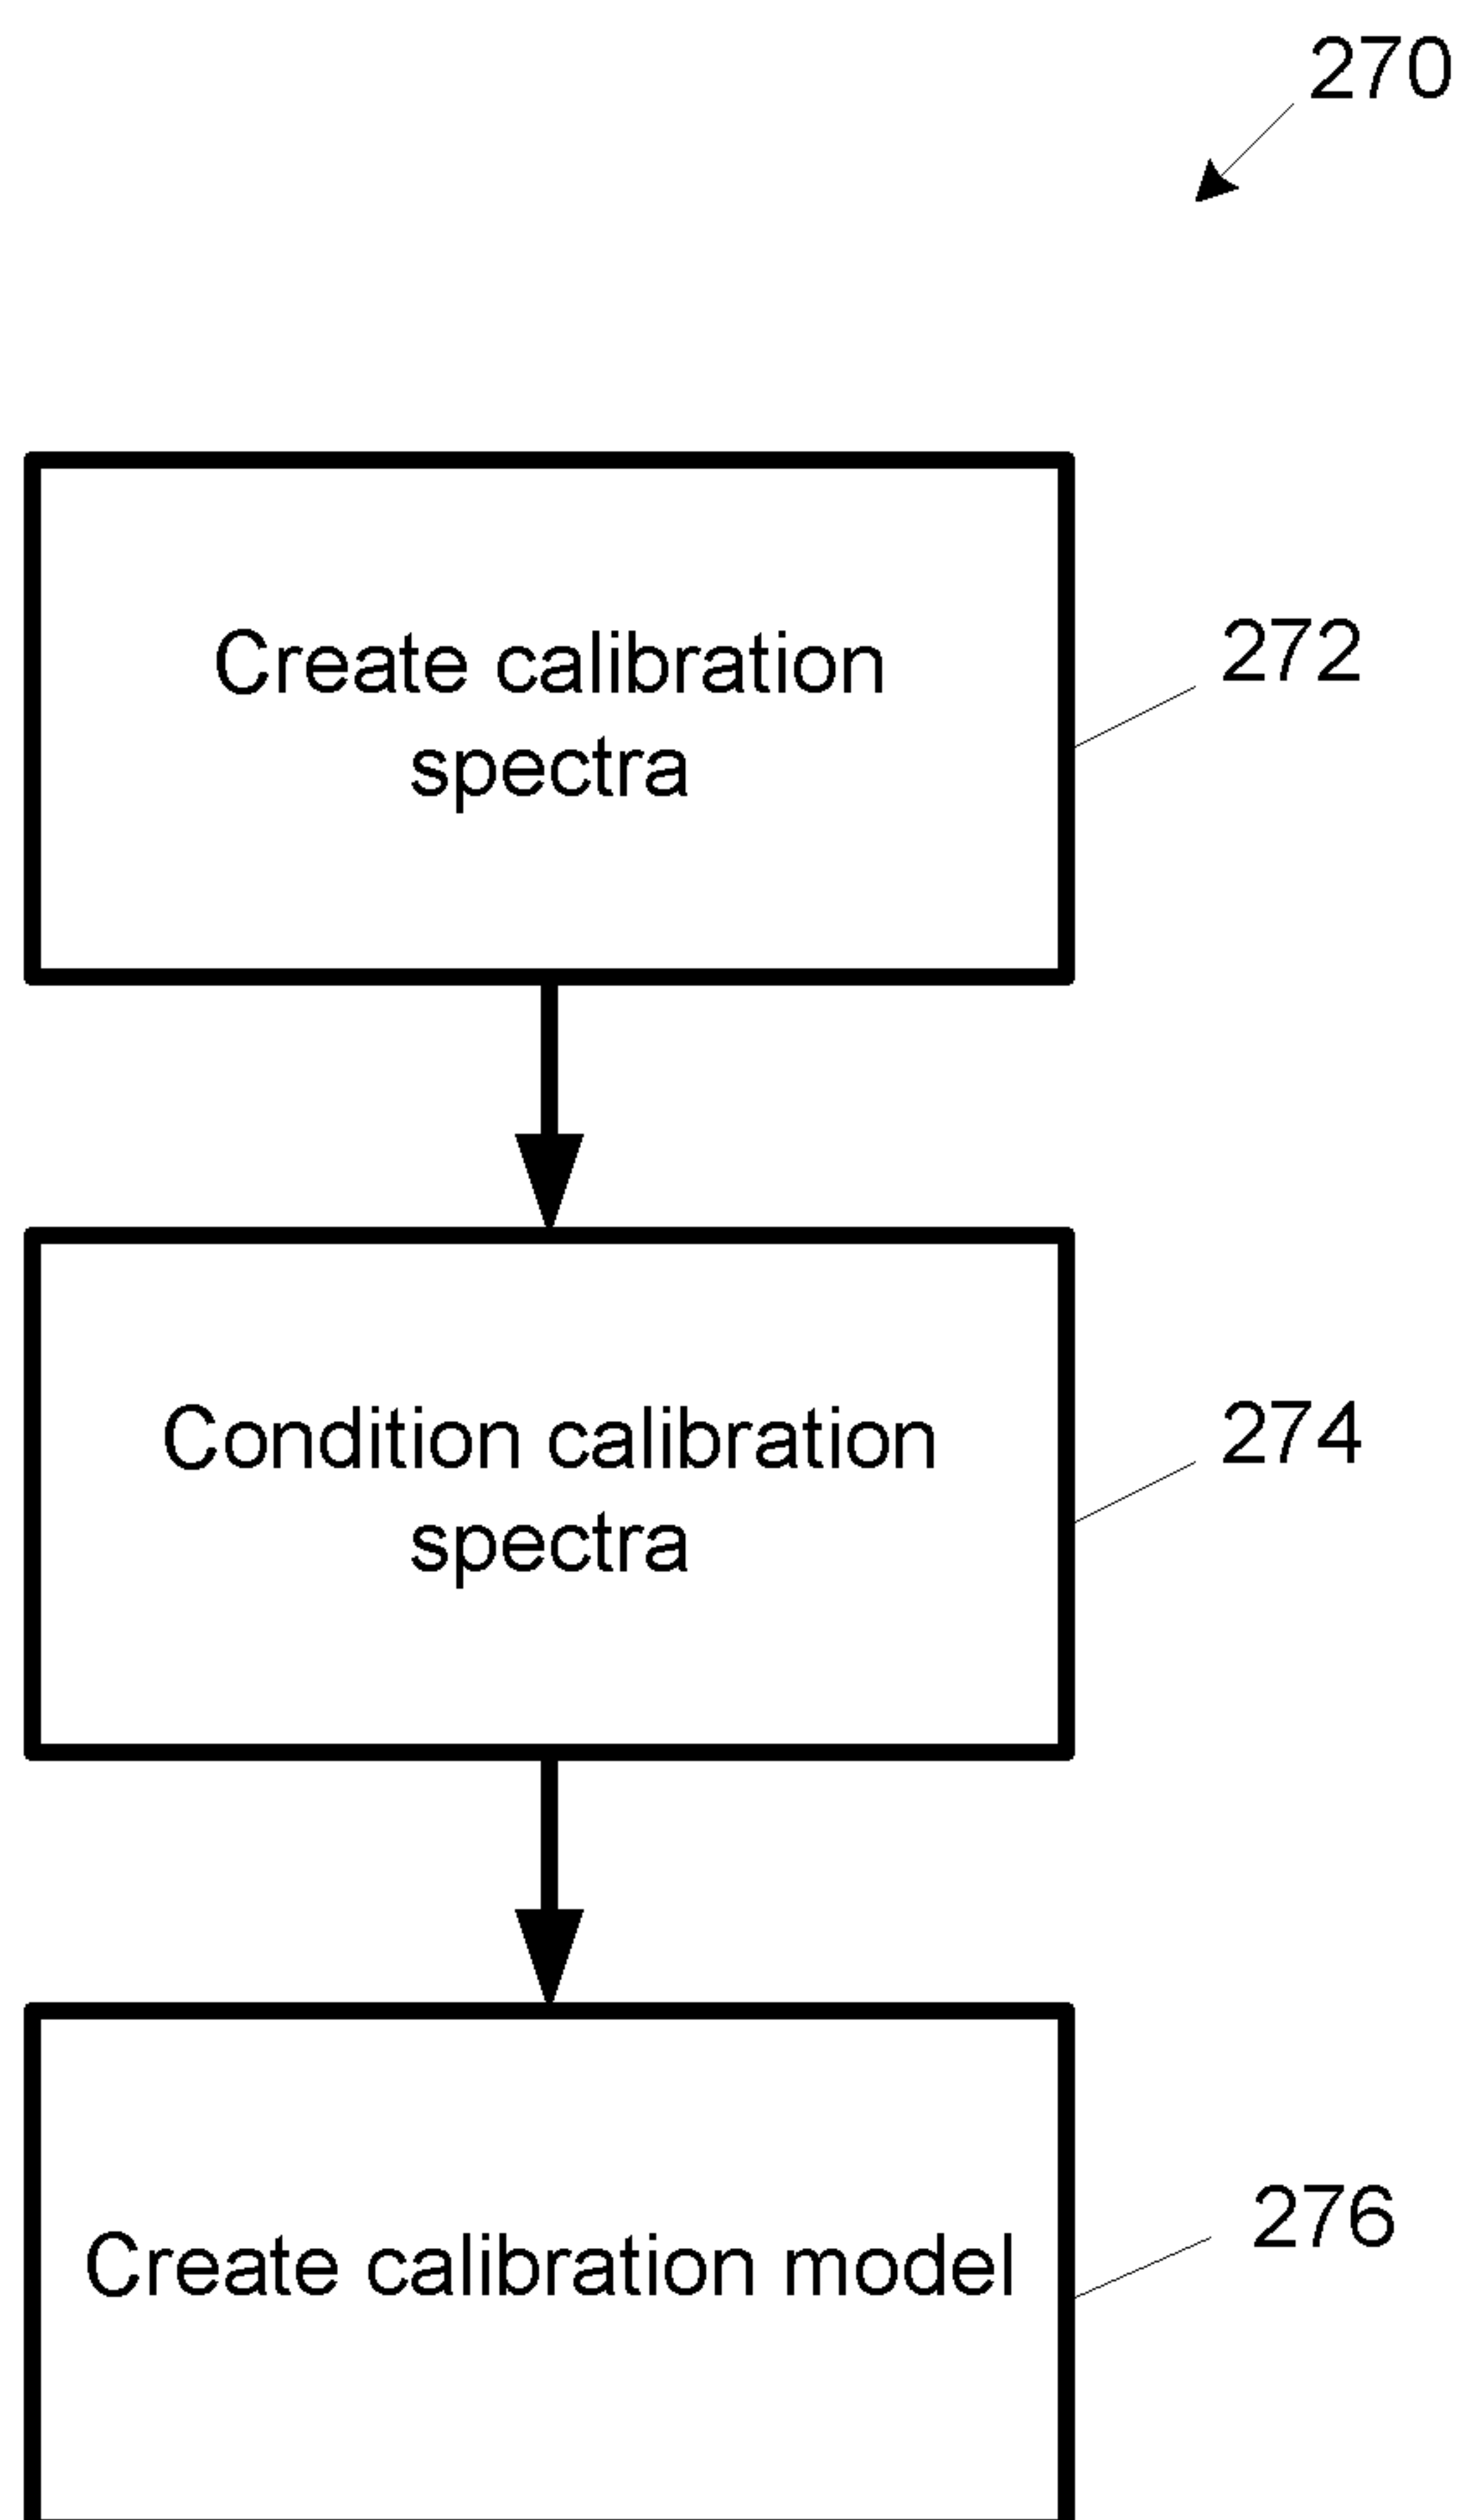 270
Create calibration
spectra
272
Condition calibration
spectra
274
Create calibration model
276